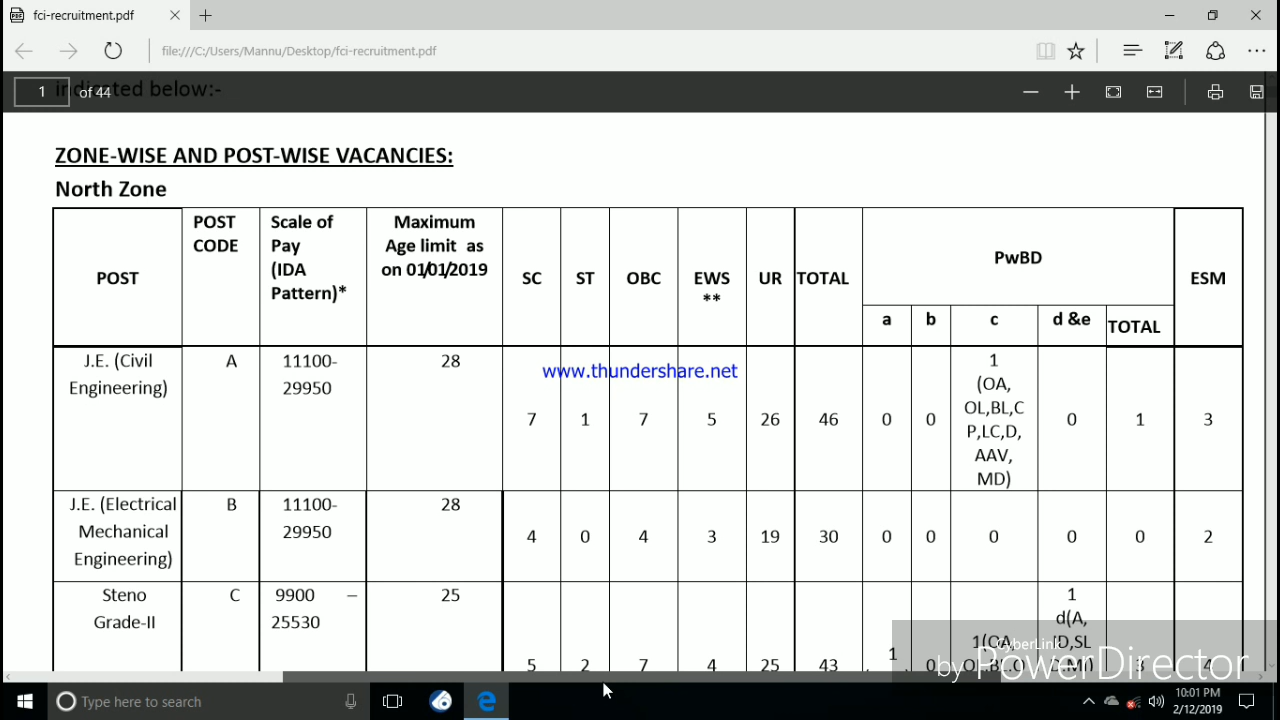 fci-recruitment.pdf
file:///C:/Users/Mannu/Desktop/fci-recruitment.pdf
indicated below:-
1 of 44
ZONE-WISE AND POST-WISE VACANCIES:
North Zone
POST
POST CODE
Scale of Pay (IDA Pattern)*
Maximum Age limit as on 01/01/2019
SC
ST
OBC
EWS **
UR
TOTAL
PwBD
a
b
c
d &e
TOTAL
ESM
J.E. (Civil Engineering)
A
11100-29950
28
7
1
7
5
26
46
0
0
1 (OA, OL,BL,C P,LC,D, AAV, MD)
0
1
3
www.thundershare.net
J.E. (Electrical Mechanical Engineering)
B
11100-29950
28
4
0
4
3
19
30
0
0
0
0
0
2
Steno Grade-II
C
9900 – 25530
25
5
2
7
4
25
43
1
0
1(OA,
1 d(A,
3
4
CyberLink
by PowerDirector
Type here to search
10:01 PM
2/12/2019